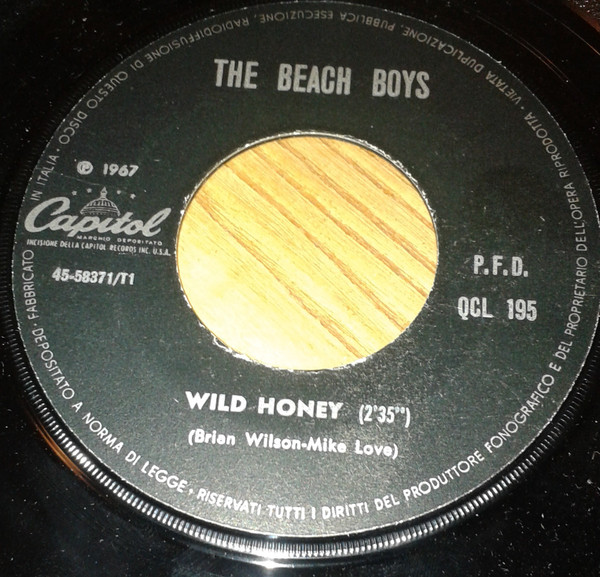 THE BEACH BOYS
℗ 1967
Capitol
MARCHIO DEPOSITATO
INCISIONE DELLA CAPITOL RECORDS INC. U.S.A.
45-58371/T1
P.F.D.
QCL 195
WILD HONEY (2'35'')
(Brian Wilson-Mike Love)
DEPOSITATO A NORMA DI LEGGE • RISERVATI TUTTI I DIRITTI DEL PRODUTTORE FONOGRAFICO E DEL PROPRIETARIO DELL'OPERA RIPRODOTTA • VIETATA DUPLICAZIONE, PUBBLICA ESECUZIONE, RADIODIFFUSIONE DI QUESTO DISCO • FABBRICATO IN ITALIA